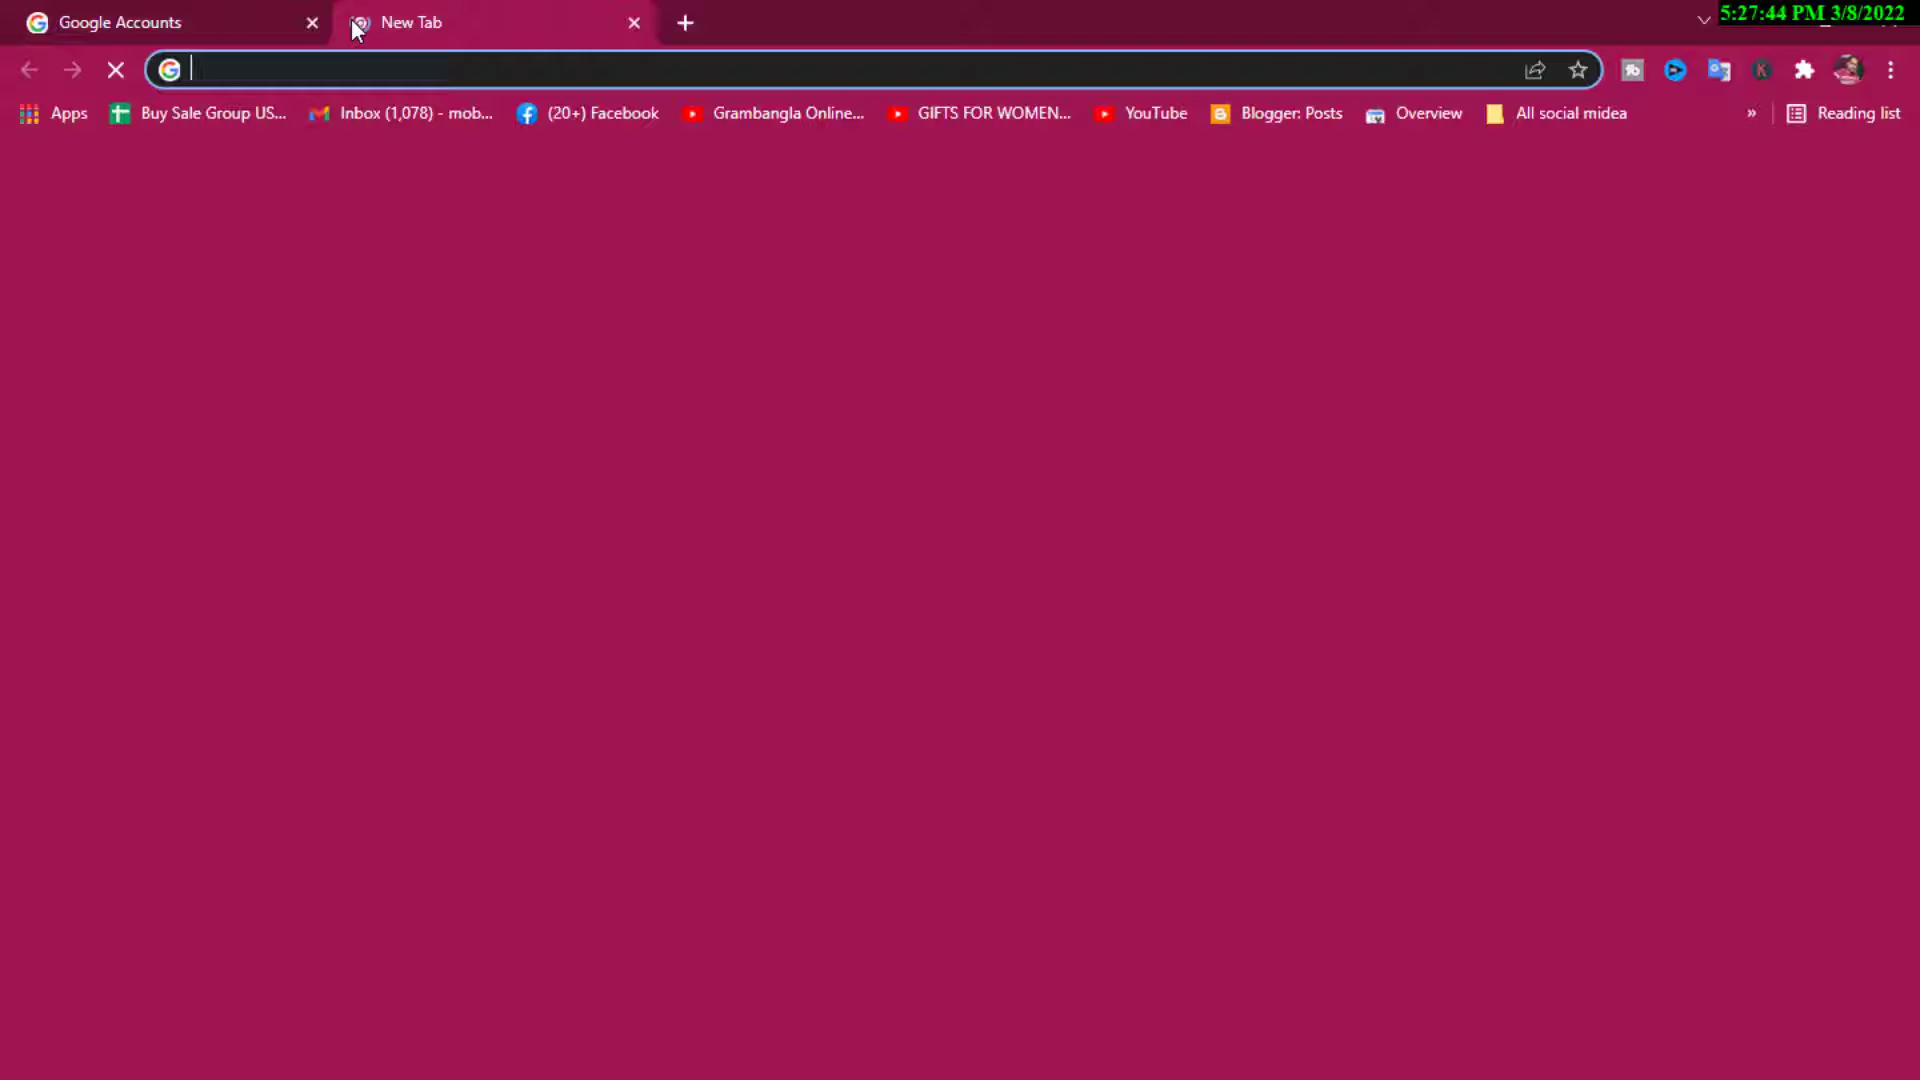 Google Accounts
New Tab
5:27:44 PM 3/8/2022
Apps
Buy Sale Group US...
Inbox (1,078) - mob...
(20+) Facebook
Grambangla Online...
GIFTS FOR WOMEN...
YouTube
Blogger: Posts
Overview
All social midea
»
Reading list